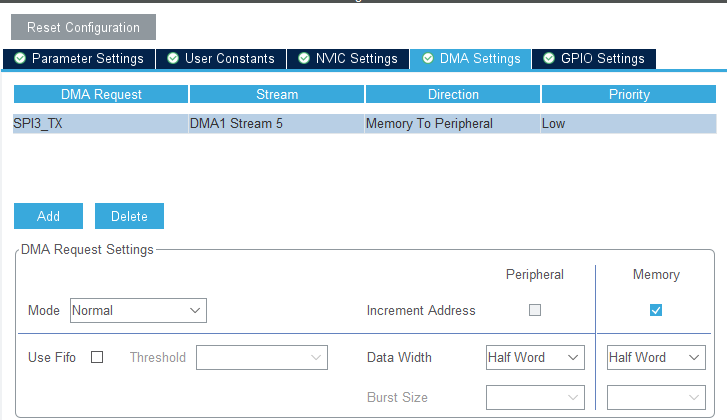 Reset Configuration
Parameter Settings User Constants NVIC Settings DMA Settings GPIO Settings
DMA Request Stream Direction Priority
SPI3_TX DMA1 Stream 5 Memory To Peripheral Low
Add Delete
DMA Request Settings
Peripheral Memory
Mode Normal Increment Address
Use Fifo Threshold Data Width Half Word Half Word
Burst Size